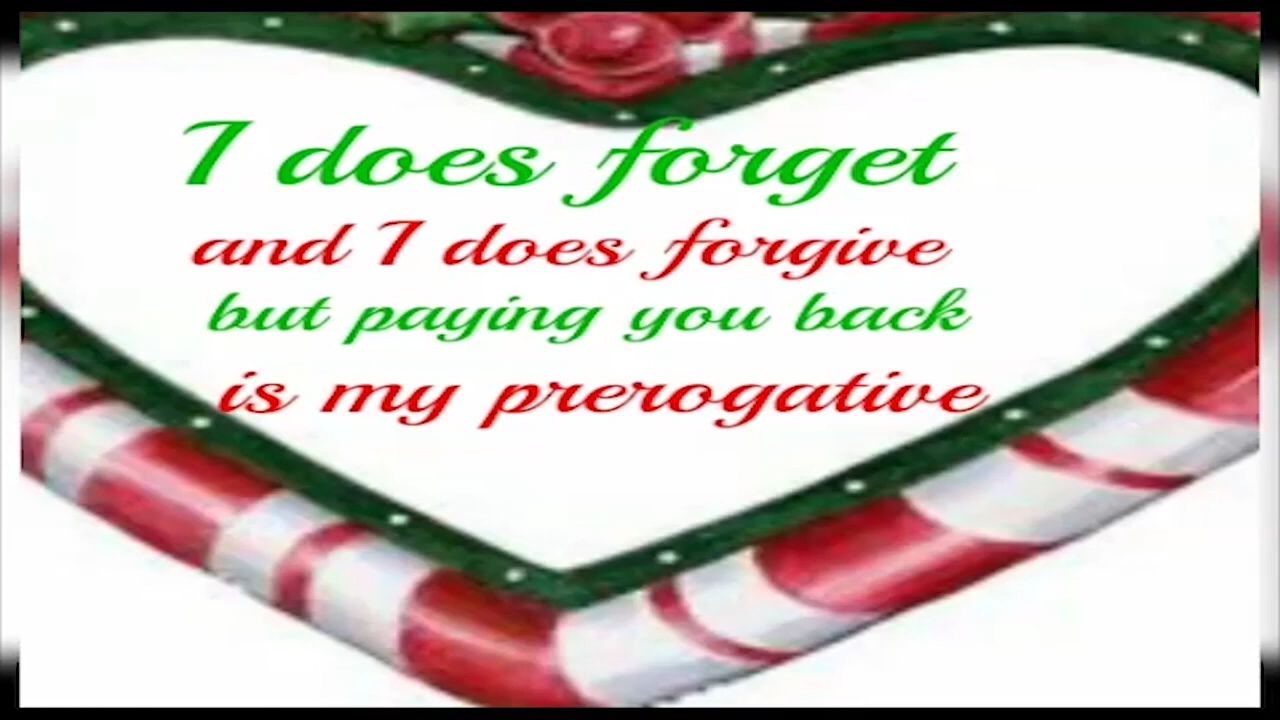 I does forget
and I does forgive
but paying you back
is my prerogative